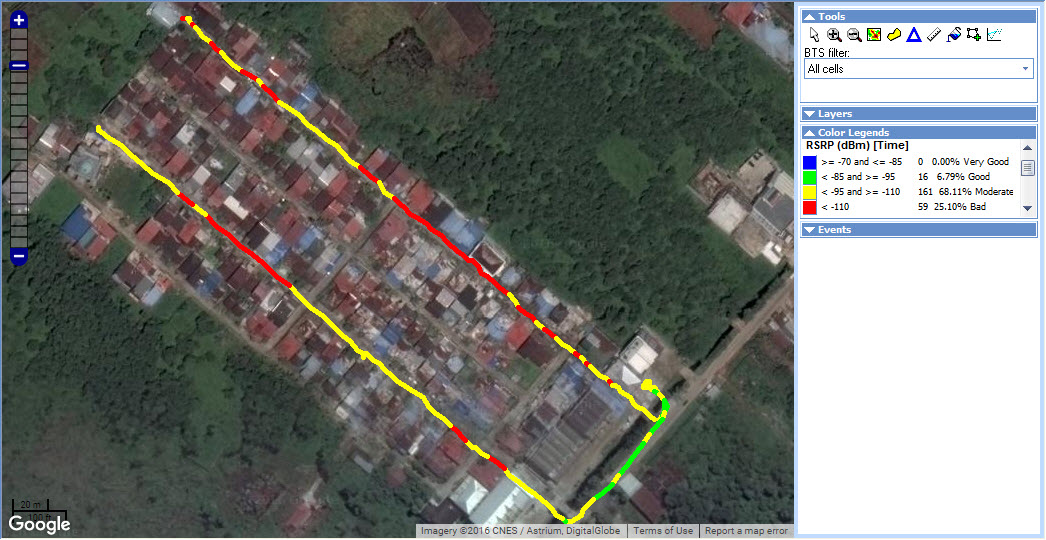 Tools
BTS filter:
All cells
Layers
Color Legends
RSRP (dBm) [Time]
>= -70 and <= -85 0 0.00% Very Good
< -85 and >= -95 16 6.79% Good
< -95 and >= -110 161 68.11% Moderate
< -110 59 25.10% Bad
Events
20 m
100 ft
Google
Imagery ©2016 CNES / Astrium, DigitalGlobe
Terms of Use
Report a map error